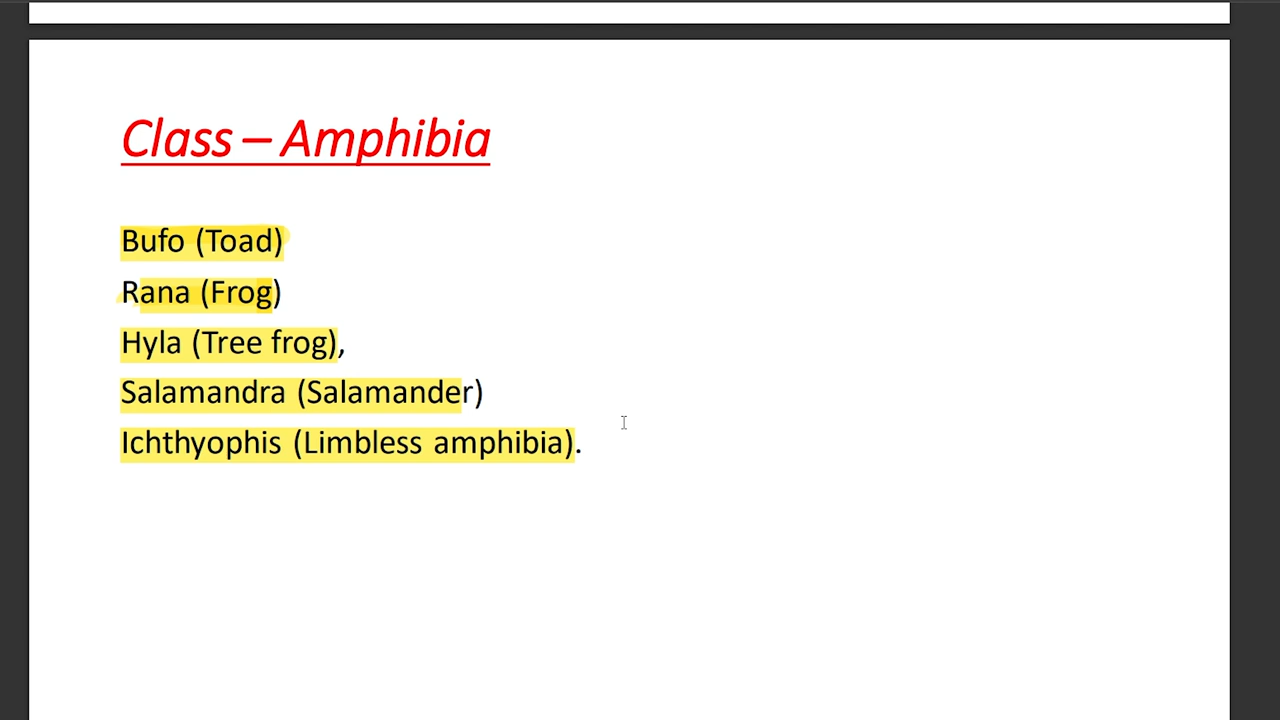 Class – Amphibia
Bufo (Toad)
Rana (Frog)
Hyla (Tree frog),
Salamandra (Salamander)
Ichthyophis (Limbless amphibia).